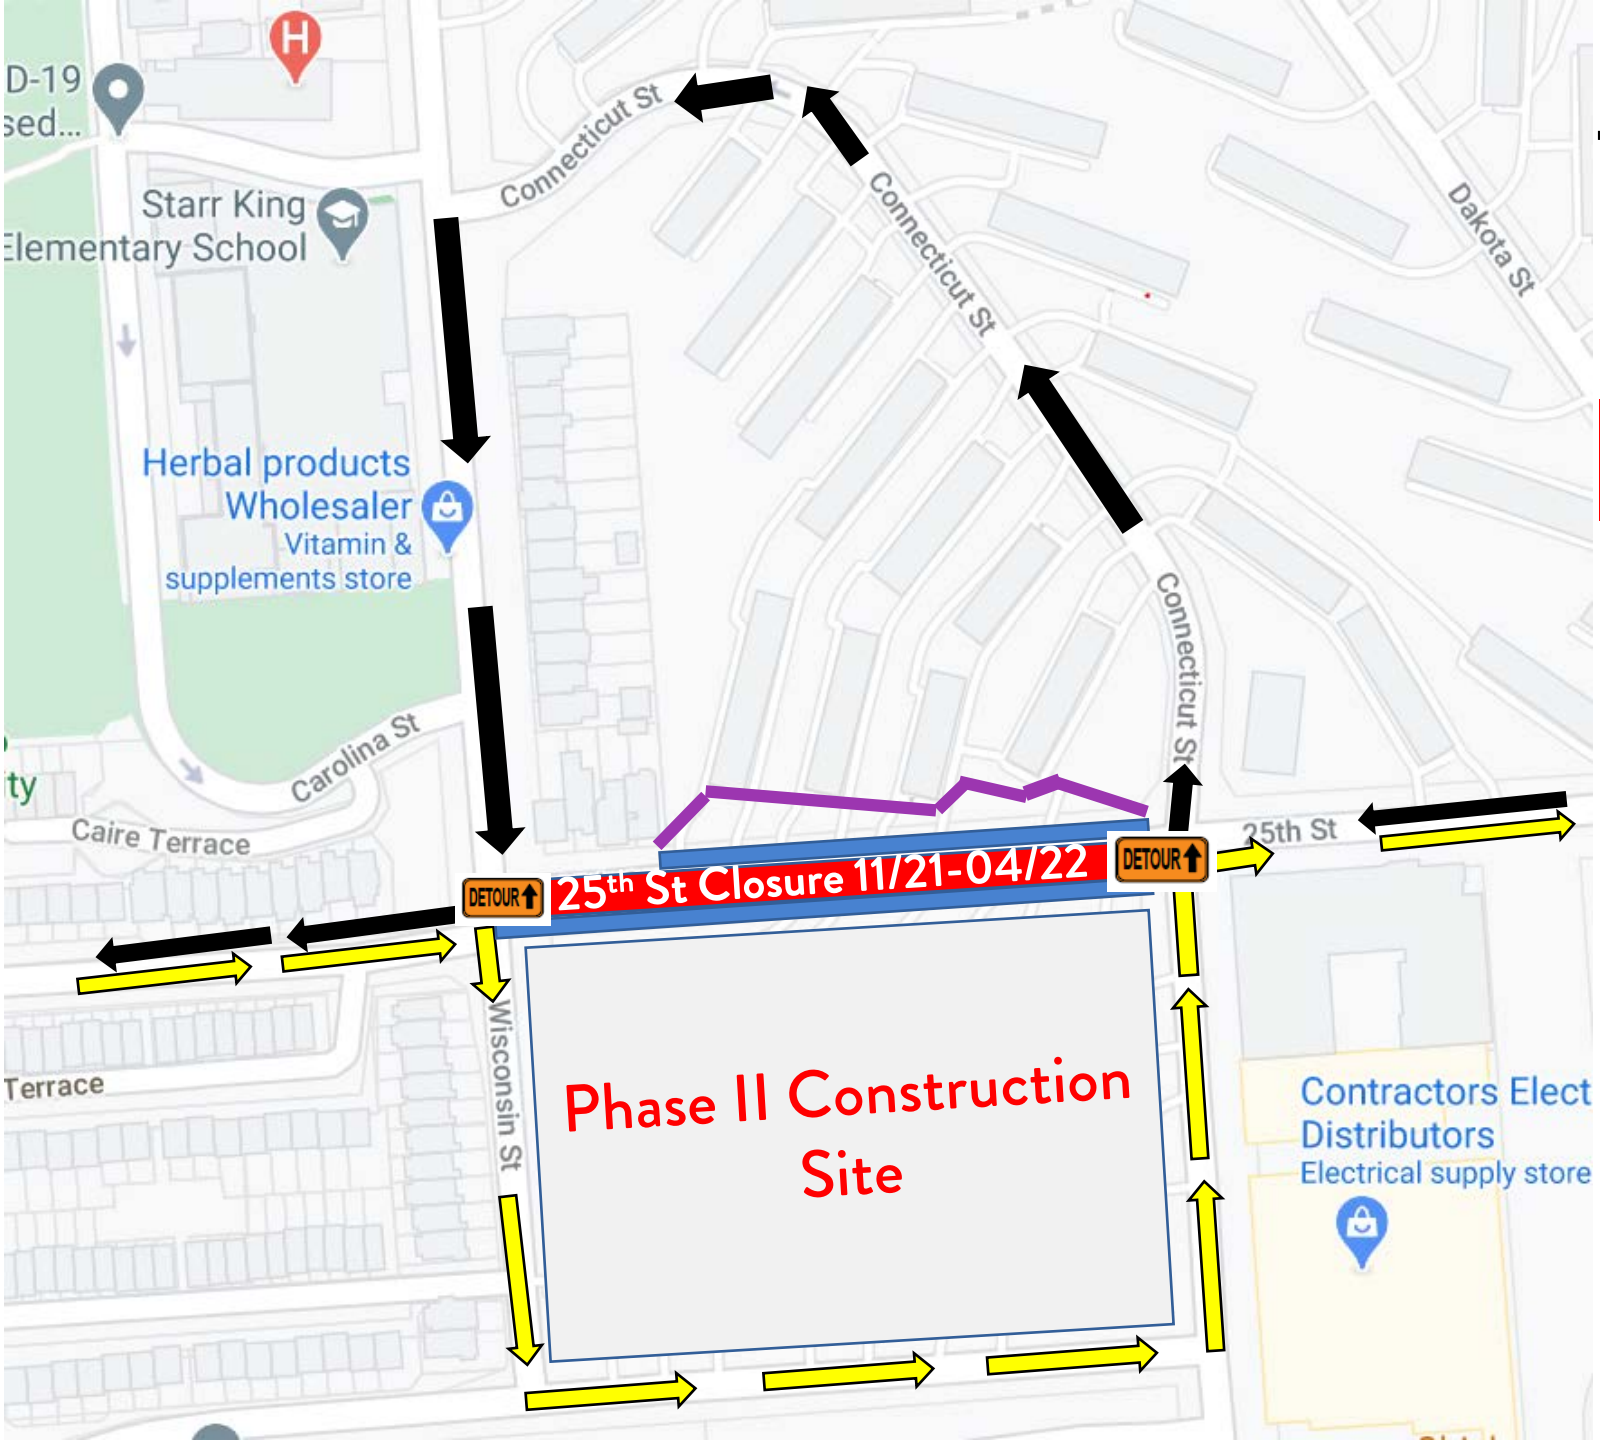 H
D-19
sed...
Connecticut St
Starr King
Elementary School
Connecticut St
Dakota St
Herbal products
Wholesaler
Vitamin &
supplements store
Connecticut St
Carolina St
ity
Caire Terrace
25th St
DETOUR
25th St Closure 11/21-04/22
DETOUR
Wisconsin St
Phase II Construction
Site
Terrace
Contractors Elect
Distributors
Electrical supply store